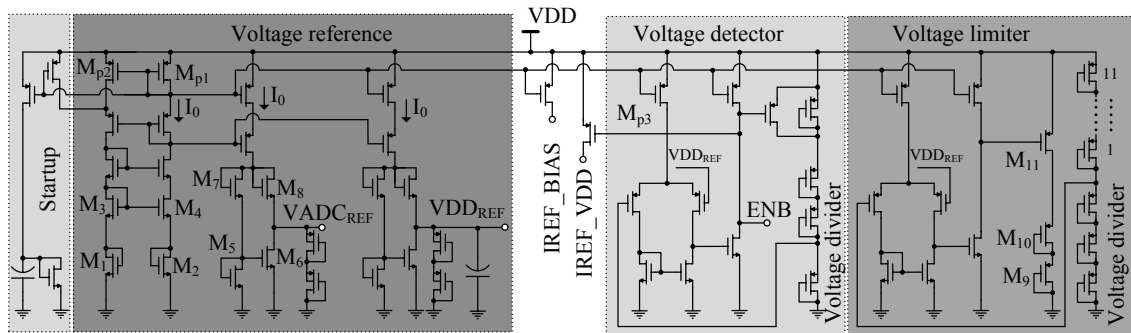 Voltage reference
VDD
Voltage detector
Voltage limiter
Startup
Mp2
Mp1
I0
I0
I0
M3
M4
M1
M2
M7
M8
M5
M6
VADCREF
VDDREF
IREF_BIAS
IREF_VDD
Mp3
VDDREF
ENB
Voltage divider
VDDREF
M11
M10
M9
11
1
Voltage divider